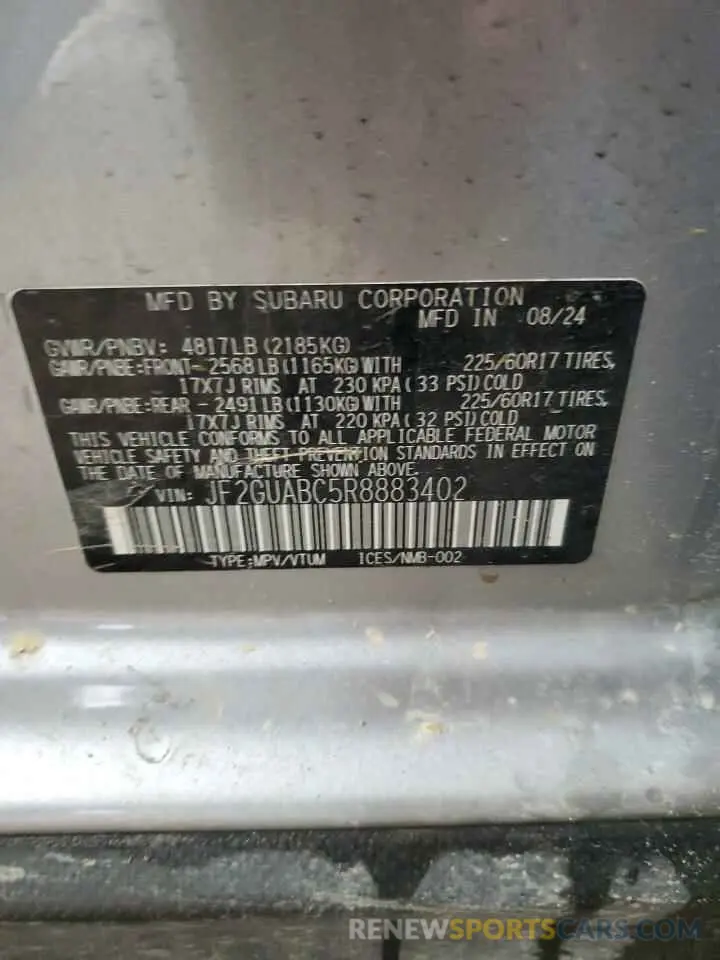 MFD BY SUBARU CORPORATION
MFD IN 08/24
GVWR/PNBV: 4817LB(2185KG)
GAWR/PNBE:FRONT- 2568LB(1165KG)WITH 225/60R17 TIRES,
17X7J RIMS AT 230 KPA(33 PSI)COLD
GAWR/PNBE:REAR - 2491LB(1130KG)WITH 225/60R17 TIRES,
17X7J RIMS AT 220 KPA(32 PSI)COLD
THIS VEHICLE CONFORMS TO ALL APPLICABLE FEDERAL MOTOR
VEHICLE SAFETY AND THEFT PREVENTION STANDARDS IN EFFECT ON
THE DATE OF MANUFACTURE SHOWN ABOVE.
VIN: JF2GUABC5R8883402
TYPE:MPV/VTUM ICES/NMB-002
RENEWSPORTSCARS.COM